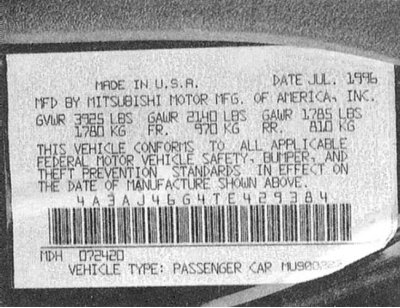 MADE IN U.S.A. DATE JUL. 1996
MFD BY MITSUBISHI MOTOR MFG. OF AMERICA, INC.
GVWR 3925 LBS GAWR 2140 LBS GAWR 1785 LBS
1780 KG FR. 970 KG RR. 810 KG
THIS VEHICLE CONFORMS TO ALL APPLICABLE
FEDERAL MOTOR VEHICLE SAFETY, BUMPER, AND
THEFT PREVENTION STANDARDS IN EFFECT ON
THE DATE OF MANUFACTURE SHOWN ABOVE.
4A3AJ46G4TE429384
MDH 072420
VEHICLE TYPE: PASSENGER CAR